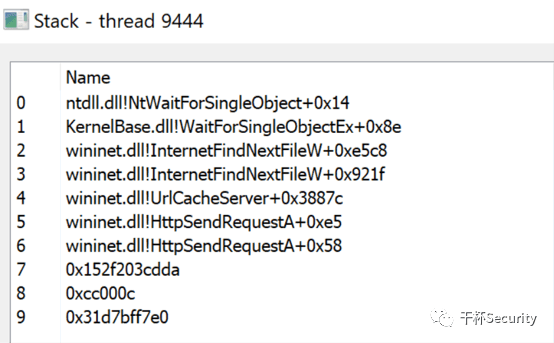 Stack - thread 9444
Name
0 ntdll.dll!NtWaitForSingleObject+0x14
1 KernelBase.dll!WaitForSingleObjectEx+0x8e
2 wininet.dll!InternetFindNextFileW+0xe5c8
3 wininet.dll!InternetFindNextFileW+0x921f
4 wininet.dll!UrlCacheServer+0x3887c
5 wininet.dll!HttpSendRequestA+0xe5
6 wininet.dll!HttpSendRequestA+0x58
7 0x152f203cdda
8 0xcc000c
9 0x31d7bff7e0
干杯Security